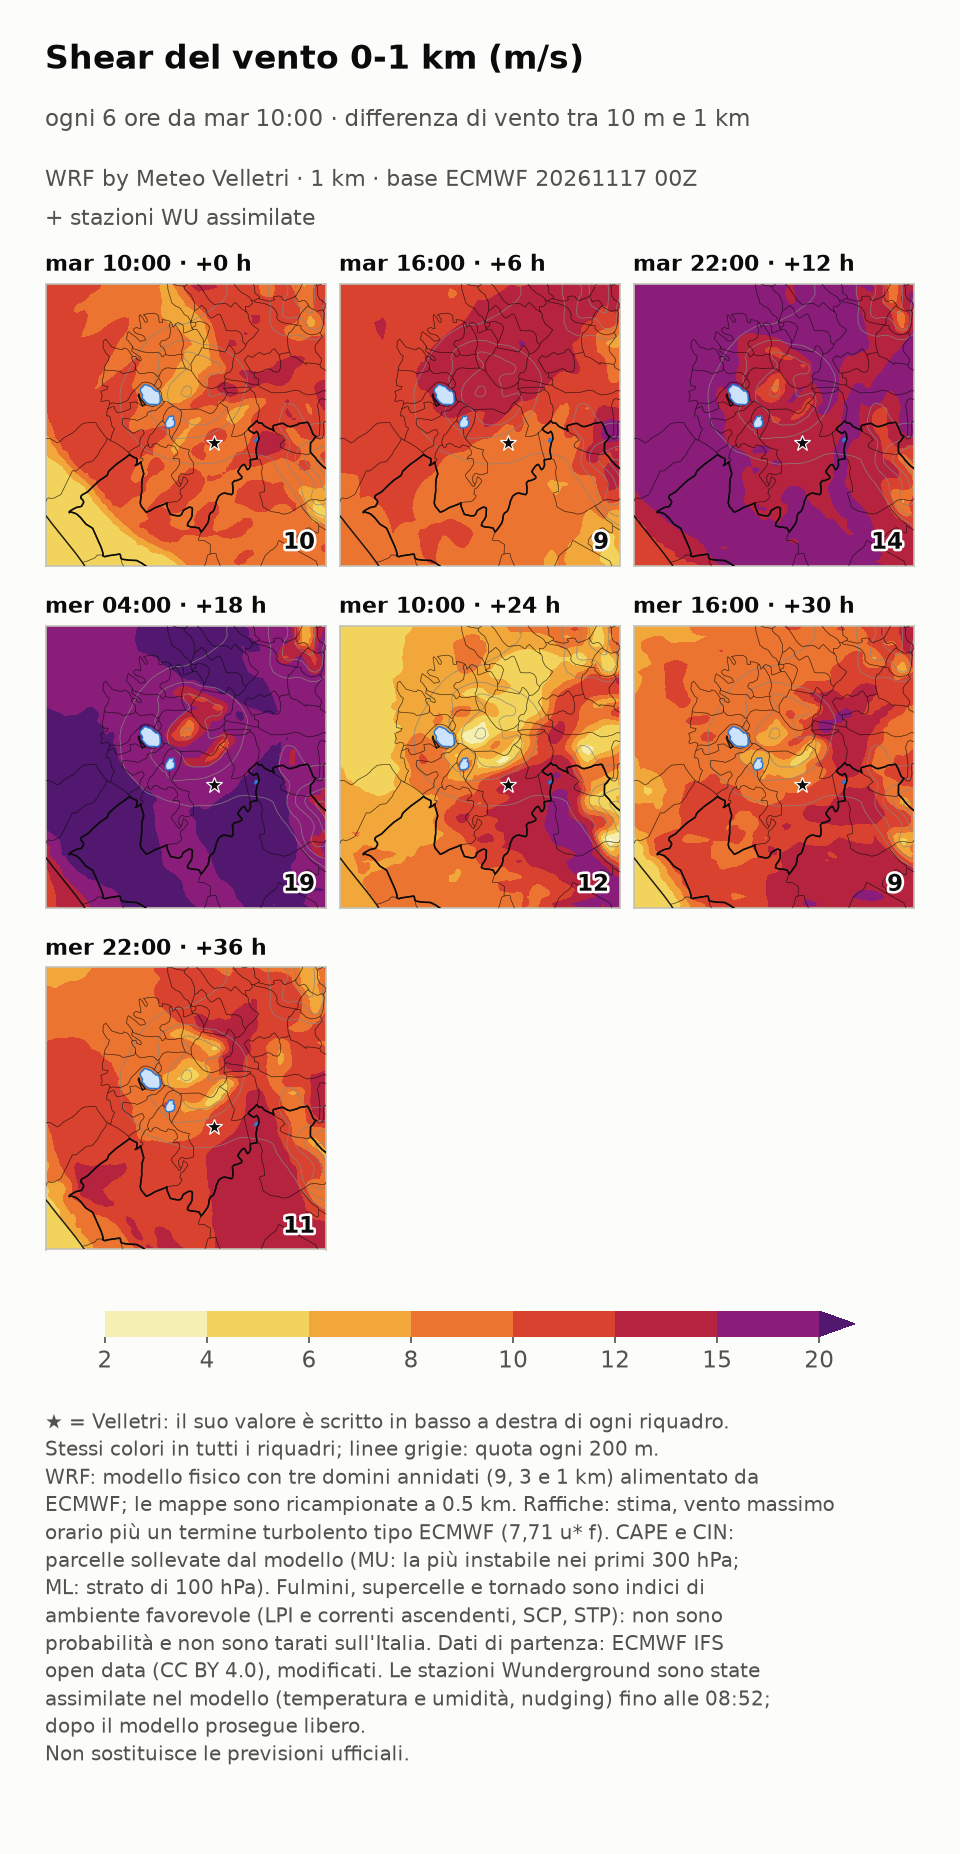 Shear del vento 0-1 km (m/s)
ogni 6 ore da mar 10:00 · differenza di vento tra 10 m e 1 km
WRF by Meteo Velletri · 1 km · base ECMWF 20261117 00Z
+ stazioni WU assimilate
mar 10:00 · +0 h
mar 16:00 · +6 h
mar 22:00 · +12 h
10
9
14
mer 04:00 · +18 h
mer 10:00 · +24 h
mer 16:00 · +30 h
19
12
9
mer 22:00 · +36 h
11
2 4 6 8 10 12 15 20
★ = Velletri: il suo valore è scritto in basso a destra di ogni riquadro.
Stessi colori in tutti i riquadri; linee grigie: quota ogni 200 m.
WRF: modello fisico con tre domini annidati (9, 3 e 1 km) alimentato da
ECMWF; le mappe sono ricampionate a 0.5 km. Raffiche: stima, vento massimo
orario più un termine turbolento tipo ECMWF (7,71 u* f). CAPE e CIN:
parcelle sollevate dal modello (MU: la più instabile nei primi 300 hPa;
ML: strato di 100 hPa). Fulmini, supercelle e tornado sono indici di
ambiente favorevole (LPI e correnti ascendenti, SCP, STP): non sono
probabilità e non sono tarati sull'Italia. Dati di partenza: ECMWF IFS
open data (CC BY 4.0), modificati. Le stazioni Wunderground sono state
assimilate nel modello (temperatura e umidità, nudging) fino alle 08:52;
dopo il modello prosegue libero.
Non sostituisce le previsioni ufficiali.